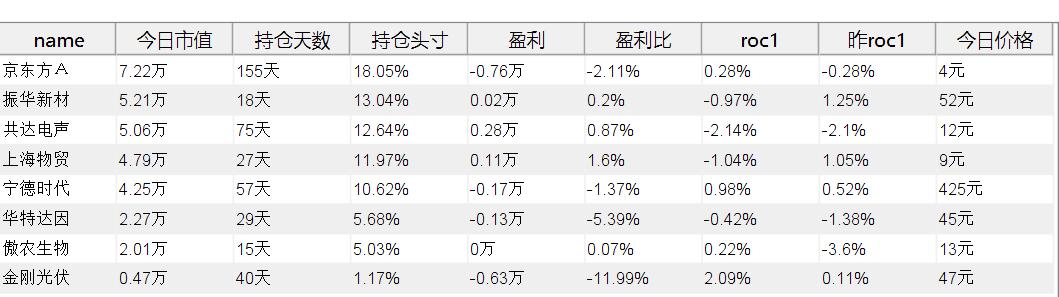 name 今日市值 持仓天数 持仓头寸 盈利 盈利比 roc1 昨roc1 今日价格
京东方A 7.22万 155天 18.05% -0.76万 -2.11% 0.28% -0.28% 4元
振华新材 5.21万 18天 13.04% 0.02万 0.2% -0.97% 1.25% 52元
共达电声 5.06万 75天 12.64% 0.28万 0.87% -2.14% -2.1% 12元
上海物贸 4.79万 27天 11.97% 0.11万 1.6% -1.04% 1.05% 9元
宁德时代 4.25万 57天 10.62% -0.17万 -1.37% 0.98% 0.52% 425元
华特达因 2.27万 29天 5.68% -0.13万 -5.39% -0.42% -1.38% 45元
傲农生物 2.01万 15天 5.03% 0万 0.07% 0.22% -3.6% 13元
金刚光伏 0.47万 40天 1.17% -0.63万 -11.99% 2.09% 0.11% 47元